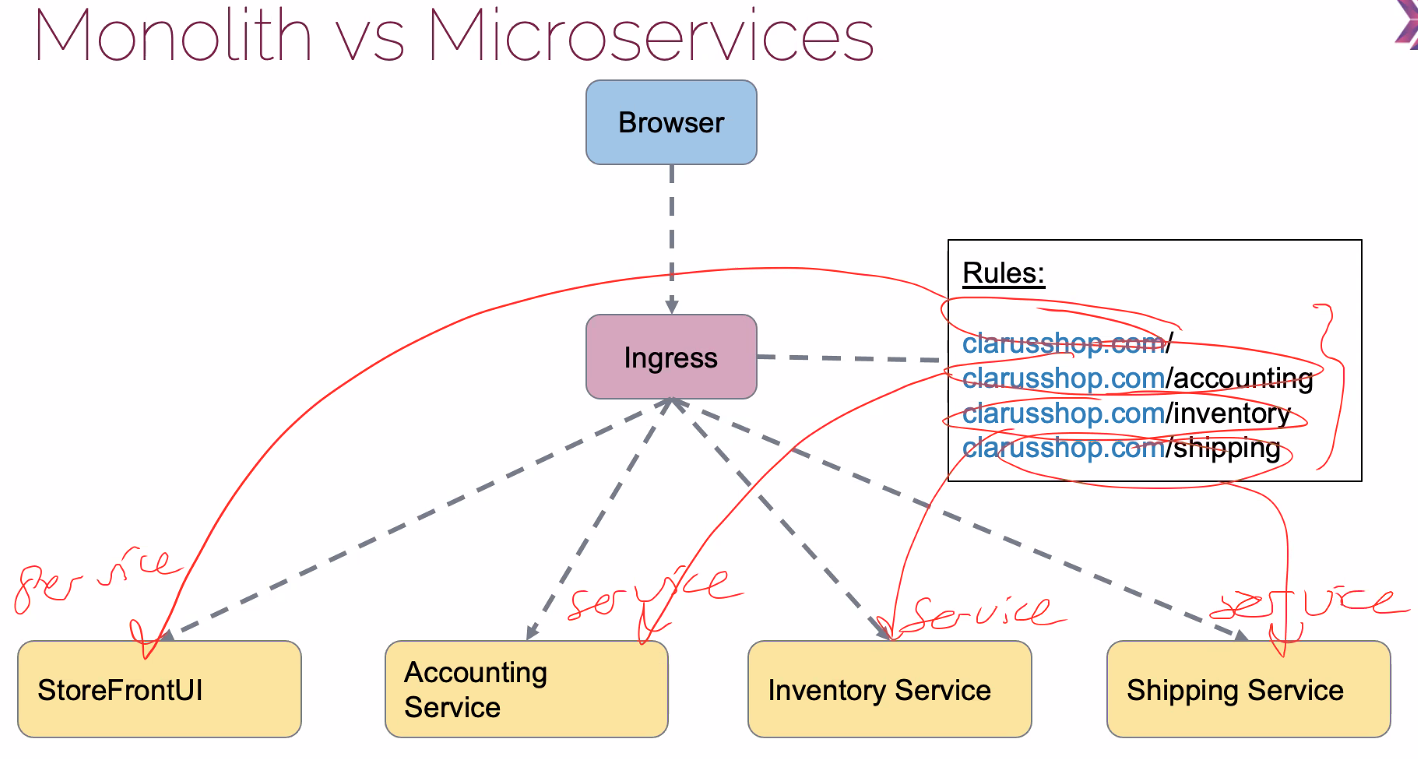 Monolith vs Microservices
Browser
Rules:
Ingress
clarusshop.com/
clarusshop.com/accounting
clarusshop.com/inventory
clarusshop.com/shipping
service
service
service
service
StoreFrontUI
Accounting
Service
Inventory Service
Shipping Service